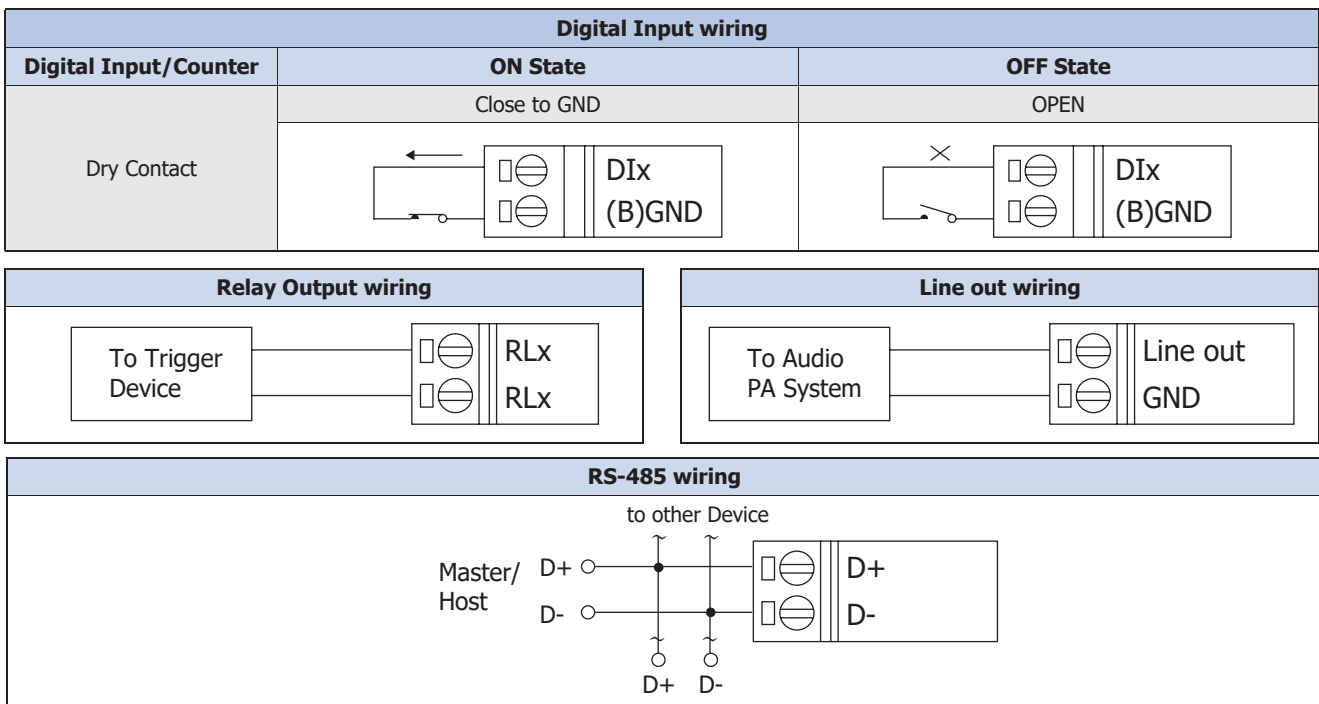 Digital Input wiring
Digital Input/Counter
ON State
OFF State
Dry Contact
Close to GND
OPEN
DIx
(B)GND
DIx
(B)GND
Relay Output wiring
To Trigger
Device
RLx
RLx
Line out wiring
To Audio
PA System
Line out
GND
RS-485 wiring
to other Device
Master/
Host
D+
D-
D+
D-
D+
D-